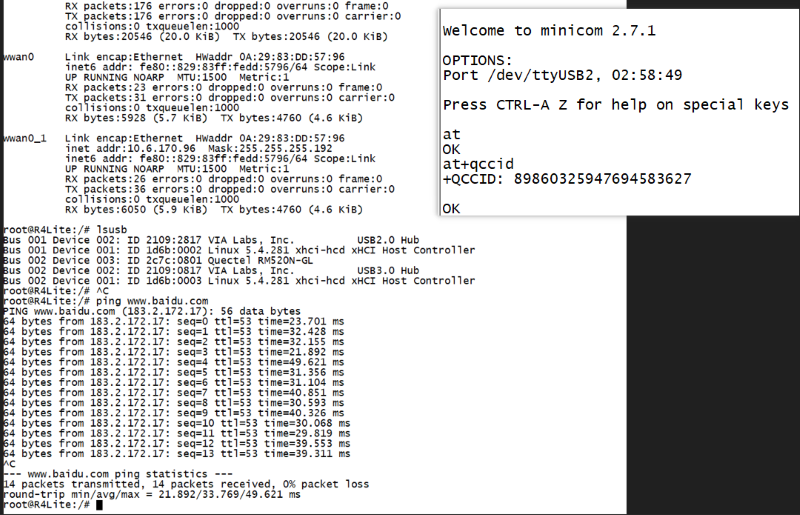 RX packets:176 errors:0 dropped:0 overruns:0 frame:0
TX packets:176 errors:0 dropped:0 overruns:0 carrier:0
collisions:0 txqueuelen:1000
RX bytes:20546 (20.0 KiB)  TX bytes:20546 (20.0 KiB)
wwan0     Link encap:Ethernet  HWaddr 0A:29:83:DD:57:96
inet6 addr: fe80::829:83ff:fedd:5796/64 Scope:Link
UP RUNNING NOARP  MTU:1500  Metric:1
RX packets:23 errors:0 dropped:0 overruns:0 frame:0
TX packets:31 errors:0 dropped:0 overruns:0 carrier:0
collisions:0 txqueuelen:1000
RX bytes:5928 (5.7 KiB)  TX bytes:4760 (4.6 KiB)
wwan0_1   Link encap:Ethernet  HWaddr 0A:29:83:DD:57:96
inet addr:10.6.170.96  Mask:255.255.255.192
inet6 addr: fe80::829:83ff:fedd:5796/64 Scope:Link
UP RUNNING NOARP  MTU:1500  Metric:1
RX packets:26 errors:0 dropped:0 overruns:0 frame:0
TX packets:36 errors:0 dropped:0 overruns:0 carrier:0
collisions:0 txqueuelen:1000
RX bytes:6050 (5.9 KiB)  TX bytes:4760 (4.6 KiB)
root@R4Lite:/# lsusb
Bus 001 Device 002: ID 2109:2817 VIA Labs, Inc.          USB2.0 Hub
Bus 001 Device 001: ID 1d6b:0002 Linux 5.4.281 xhci-hcd xHCI Host Controller
Bus 002 Device 003: ID 2c7c:0801 Quectel RM520N-GL
Bus 002 Device 002: ID 2109:0817 VIA Labs, Inc.          USB3.0 Hub
Bus 002 Device 001: ID 1d6b:0003 Linux 5.4.281 xhci-hcd xHCI Host Controller
root@R4Lite:/# ^C
root@R4Lite:/# ping www.baidu.com
PING www.baidu.com (183.2.172.17): 56 data bytes
64 bytes from 183.2.172.17: seq=0 ttl=53 time=23.701 ms
64 bytes from 183.2.172.17: seq=1 ttl=53 time=32.428 ms
64 bytes from 183.2.172.17: seq=2 ttl=53 time=32.155 ms
64 bytes from 183.2.172.17: seq=3 ttl=53 time=21.892 ms
64 bytes from 183.2.172.17: seq=4 ttl=53 time=49.621 ms
64 bytes from 183.2.172.17: seq=5 ttl=53 time=31.356 ms
64 bytes from 183.2.172.17: seq=6 ttl=53 time=31.104 ms
64 bytes from 183.2.172.17: seq=7 ttl=53 time=40.851 ms
64 bytes from 183.2.172.17: seq=8 ttl=53 time=30.593 ms
64 bytes from 183.2.172.17: seq=9 ttl=53 time=40.326 ms
64 bytes from 183.2.172.17: seq=10 ttl=53 time=30.068 ms
64 bytes from 183.2.172.17: seq=11 ttl=53 time=29.819 ms
64 bytes from 183.2.172.17: seq=12 ttl=53 time=39.553 ms
64 bytes from 183.2.172.17: seq=13 ttl=53 time=39.311 ms
^C
--- www.baidu.com ping statistics ---
14 packets transmitted, 14 packets received, 0% packet loss
round-trip min/avg/max = 21.892/33.769/49.621 ms
root@R4Lite:/#
Welcome to minicom 2.7.1
OPTIONS:
Port /dev/ttyUSB2, 02:58:49
Press CTRL-A Z for help on special keys
at
OK
at+qccid
+QCCID: 89860325947694583627
OK